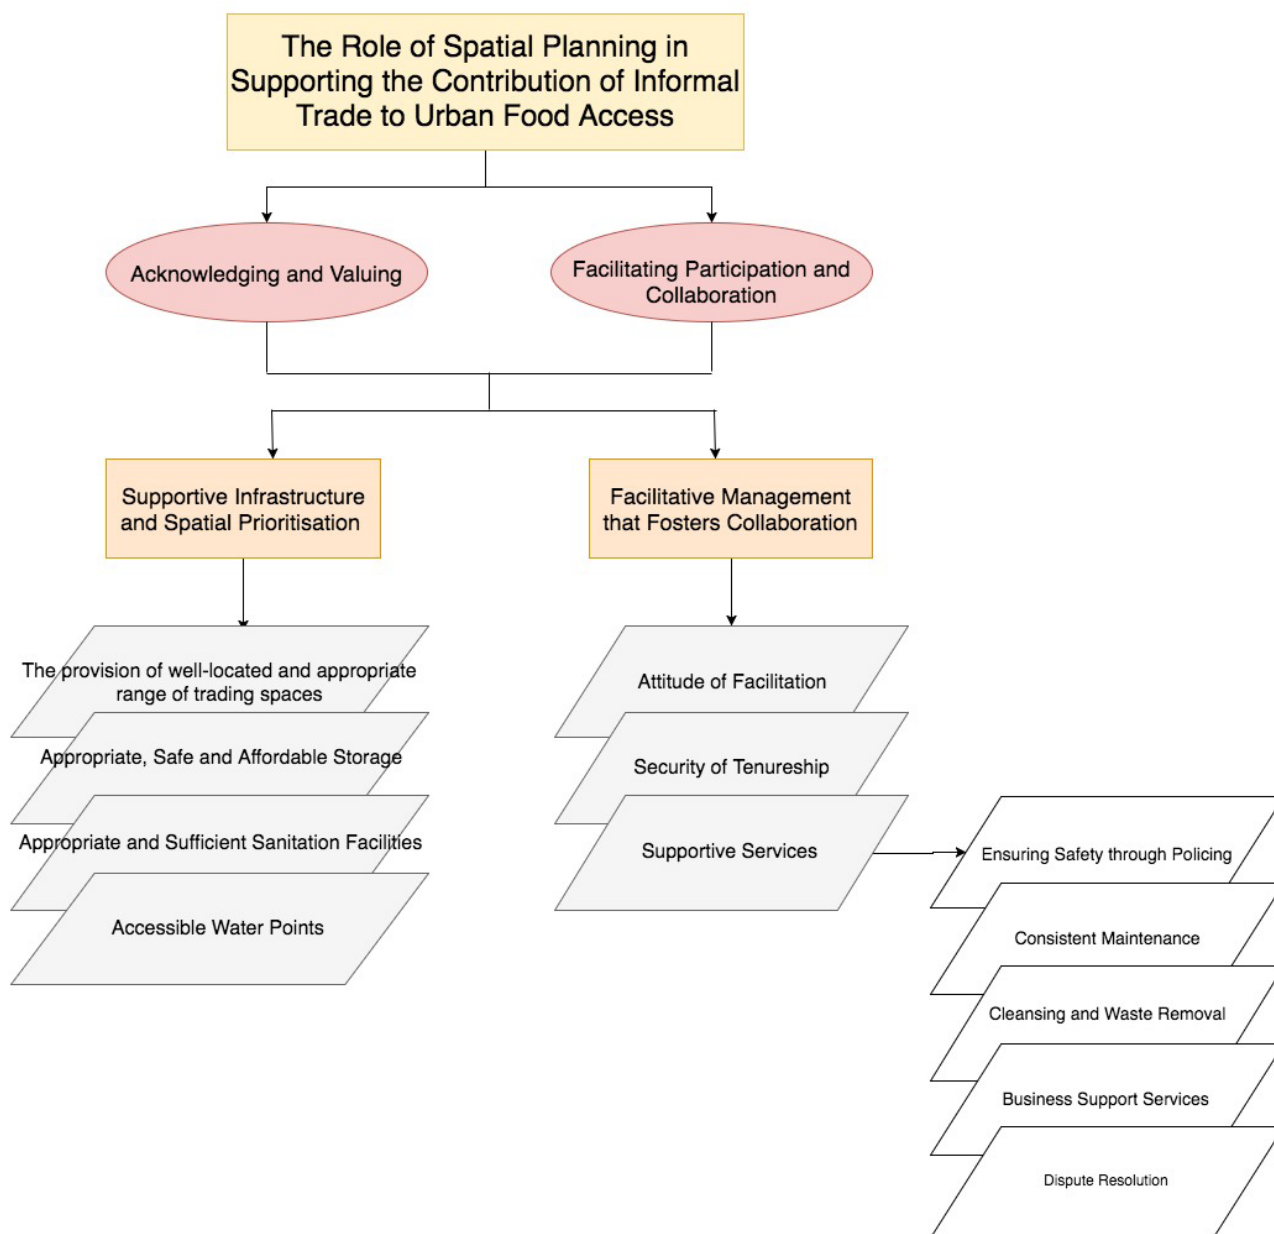 The Role of Spatial Planning in
Supporting the Contribution of Informal
Trade to Urban Food Access
Acknowledging and Valuing
Facilitating Participation and
Collaboration
Supportive Infrastructure
and Spatial Prioritisation
Facilitative Management
that Fosters Collaboration
The provision of well-located and appropriate
range of trading spaces
Appropriate, Safe and Affordable Storage
Appropriate and Sufficient Sanitation Facilities
Accessible Water Points
Attitude of Facilitation
Security of Tenureship
Supportive Services
Ensuring Safety through Policing
Consistent Maintenance
Cleansing and Waste Removal
Business Support Services
Dispute Resolution